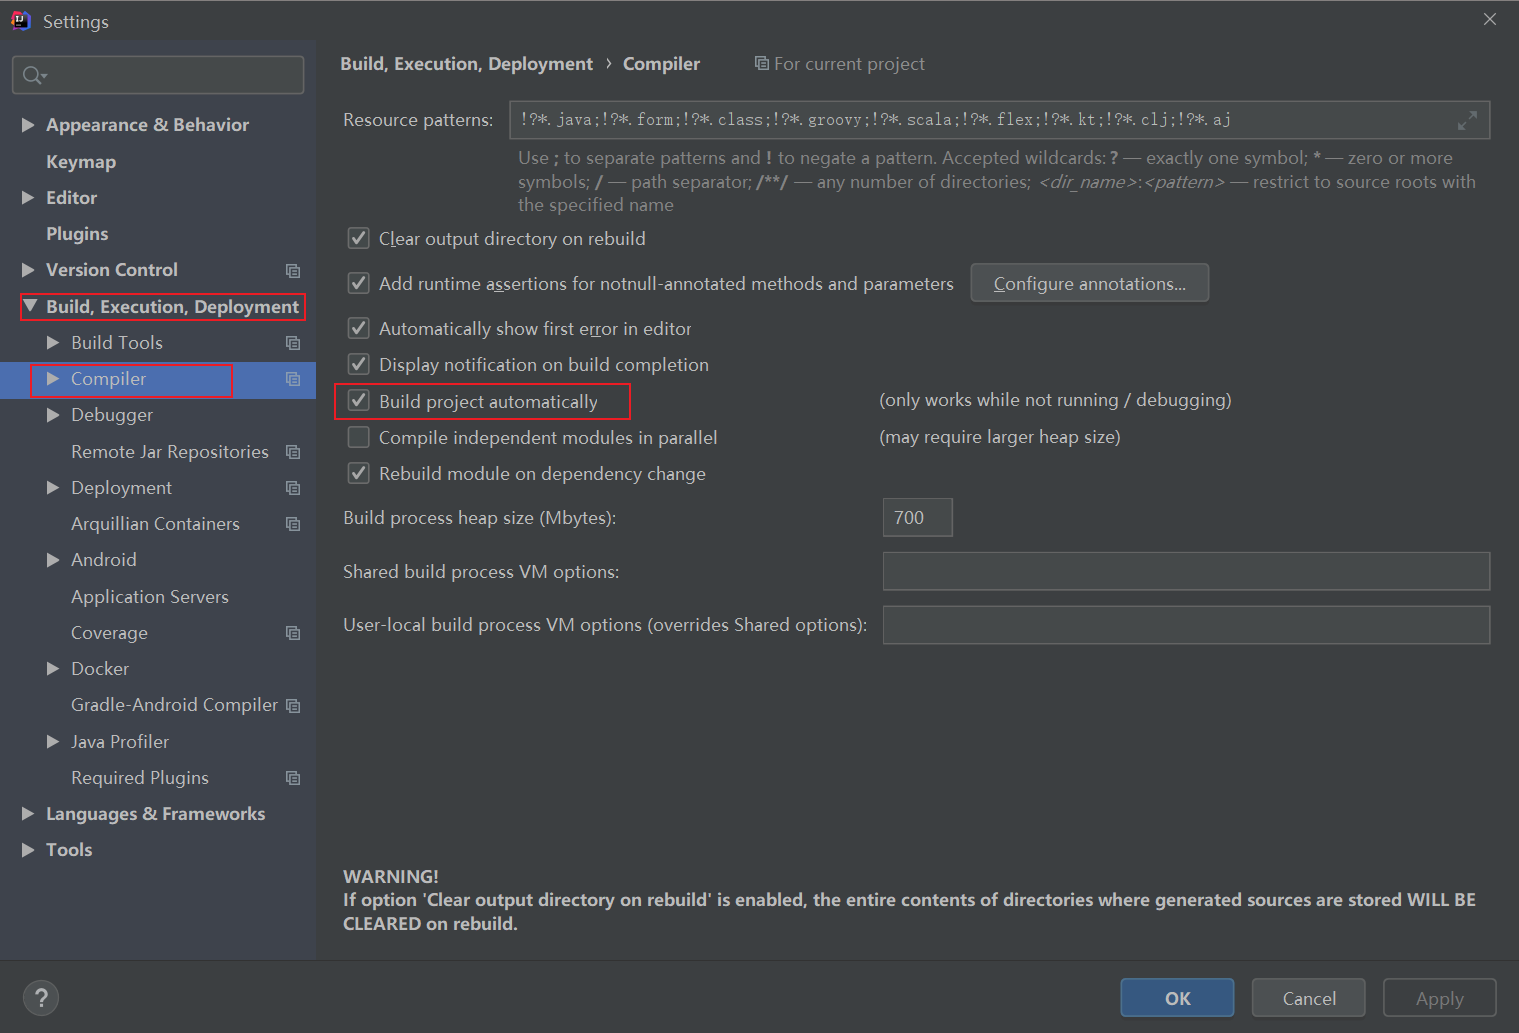 Settings
Appearance & Behavior
Keymap
Editor
Plugins
Version Control
Build, Execution, Deployment
Build Tools
Compiler
Debugger
Remote Jar Repositories
Deployment
Arquillian Containers
Android
Application Servers
Coverage
Docker
Gradle-Android Compiler
Java Profiler
Required Plugins
Languages & Frameworks
Tools
Build, Execution, Deployment › Compiler For current project
Resource patterns: !?*.java;!?*.form;!?*.class;!?*.groovy;!?*.scala;!?*.flex;!?*.kt;!?*.clj;!?*.aj
Use ; to separate patterns and ! to negate a pattern. Accepted wildcards: ? — exactly one symbol; * — zero or more
symbols; / — path separator; /**/ — any number of directories; <dir_name>:<pattern> — restrict to source roots with
the specified name
Clear output directory on rebuild
Add runtime assertions for notnull-annotated methods and parameters Configure annotations...
Automatically show first error in editor
Display notification on build completion
Build project automatically (only works while not running / debugging)
Compile independent modules in parallel (may require larger heap size)
Rebuild module on dependency change
Build process heap size (Mbytes): 700
Shared build process VM options:
User-local build process VM options (overrides Shared options):
WARNING!
If option 'Clear output directory on rebuild' is enabled, the entire contents of directories where generated sources are stored WILL BE
CLEARED on rebuild.
? OK Cancel Apply